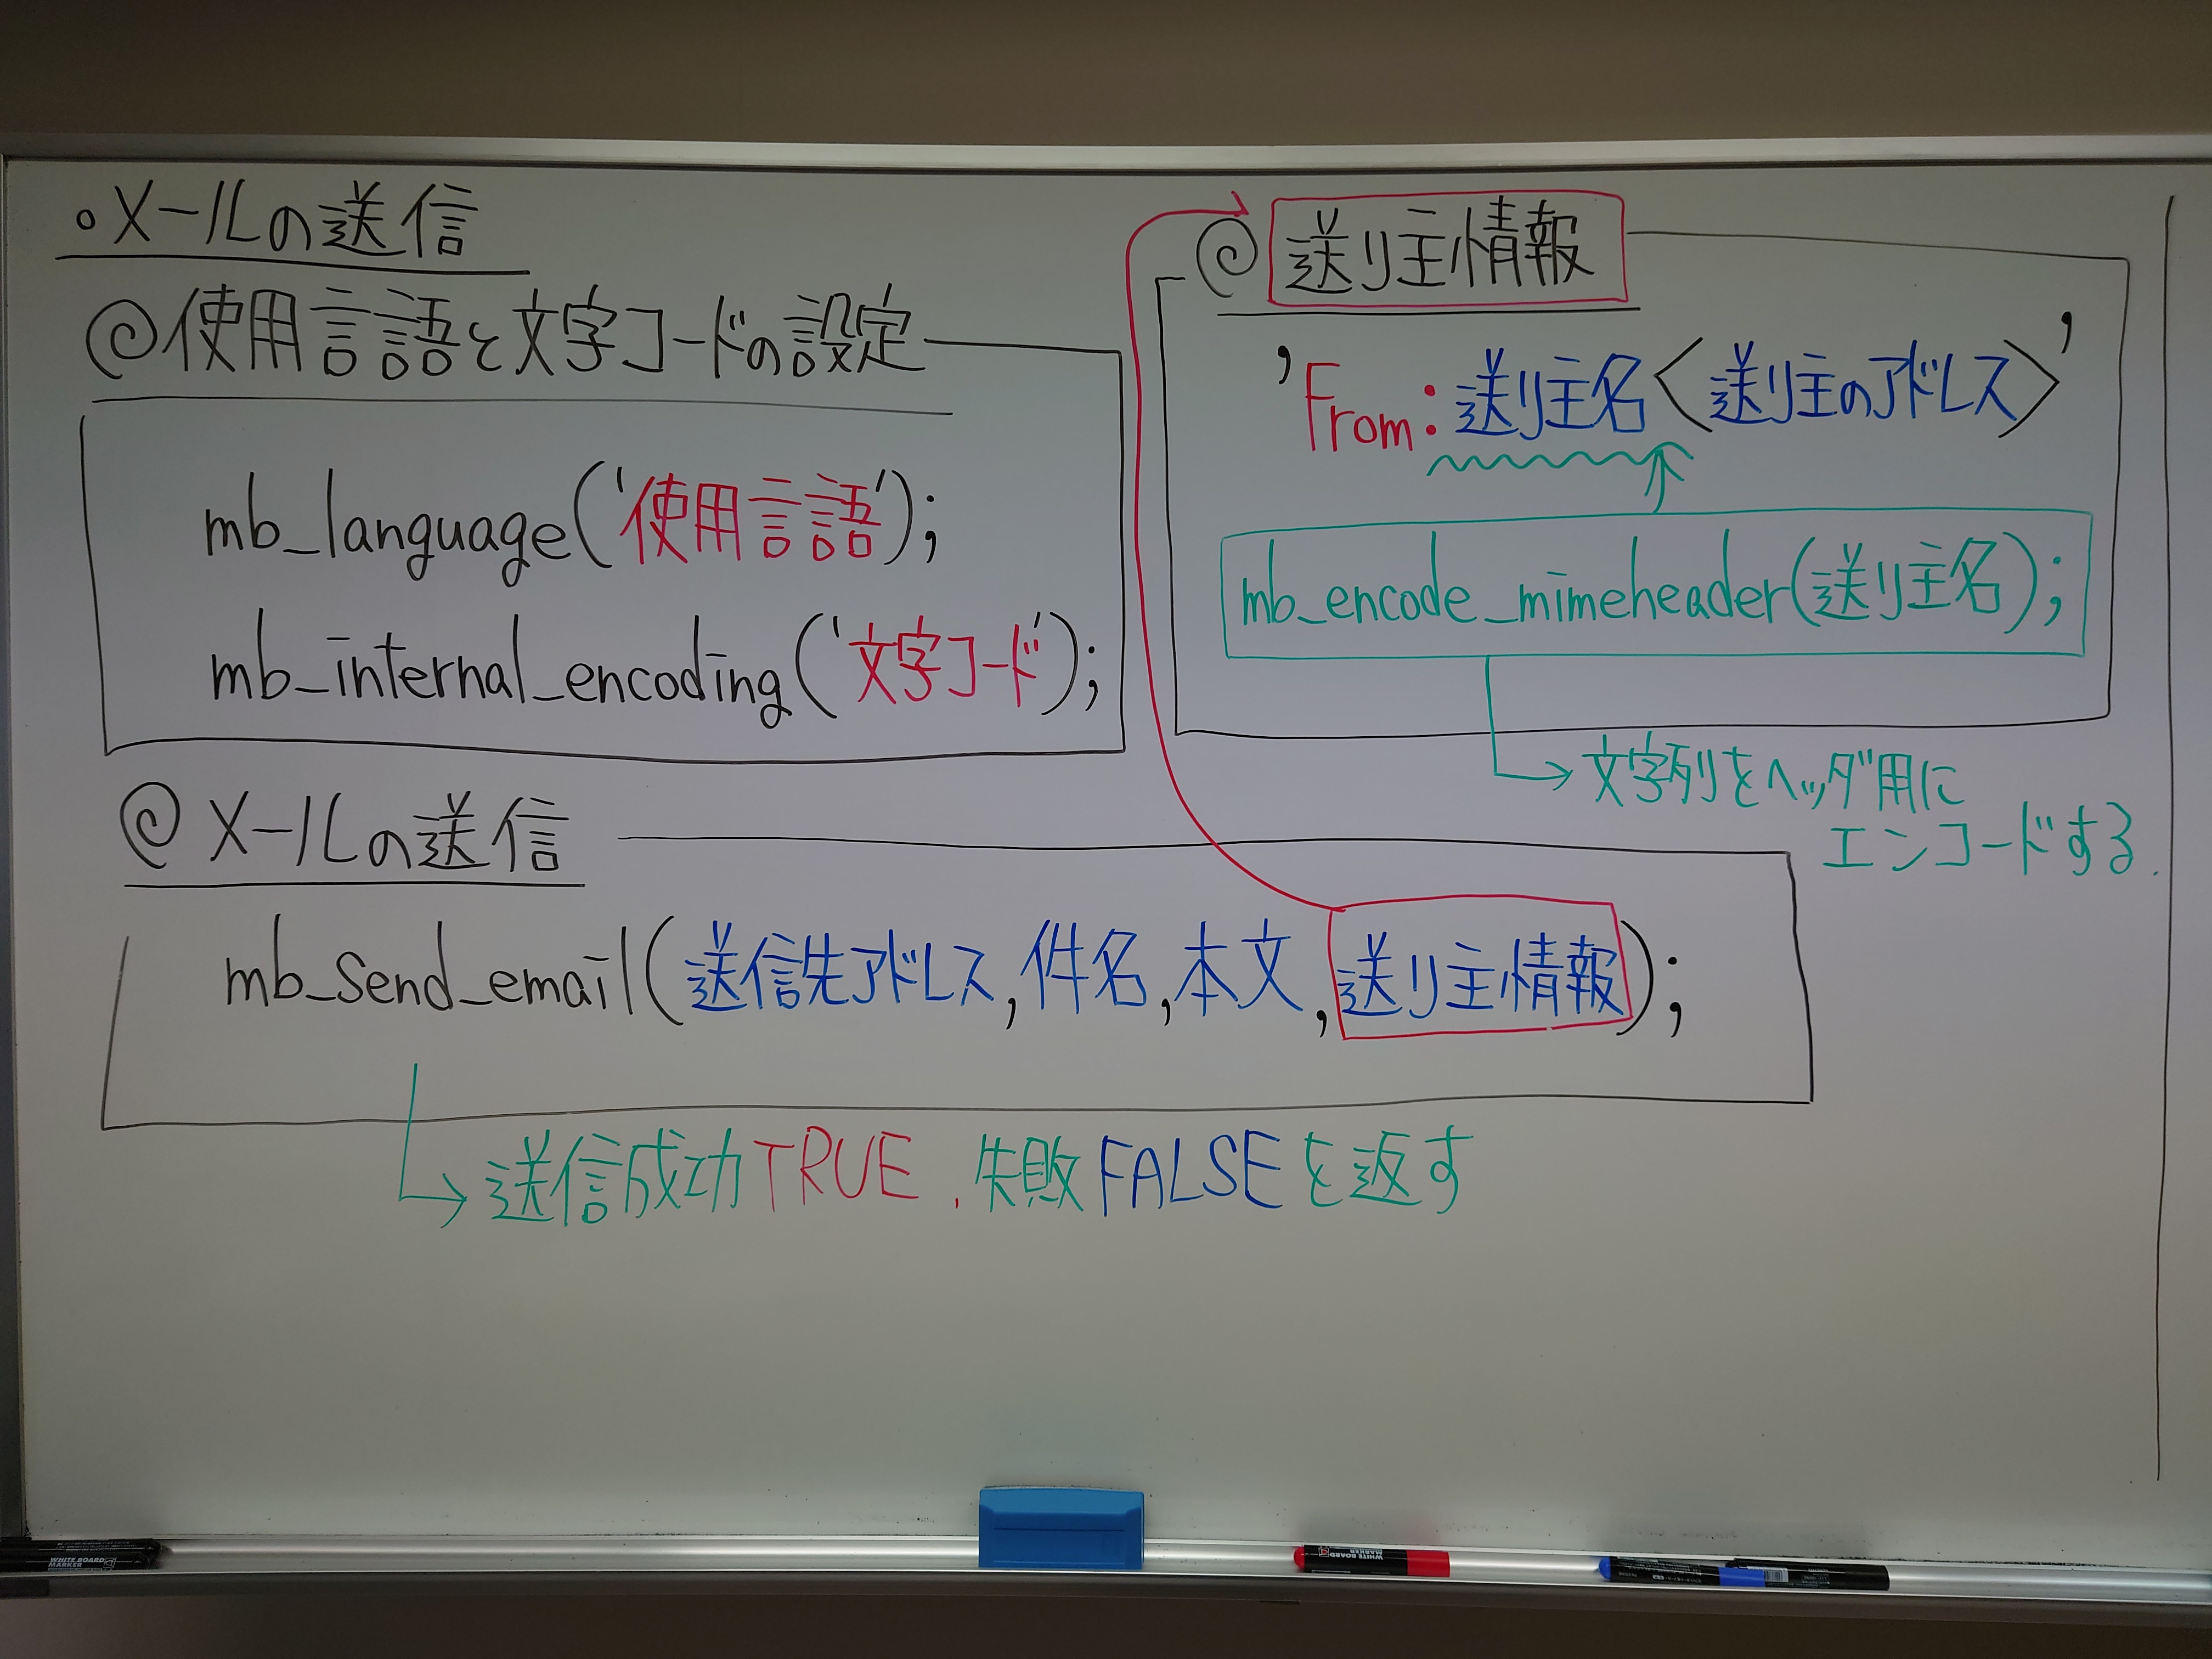 ・メールの送信
◎使用言語と文字コードの設定
mb_language('使用言語');
mb_internal_encoding('文字コード');
◎メールの送信
mb_send_email(送信先アドレス,件名,本文,送り主情報);
→送信成功TRUE,失敗FALSEを返す
◎送り主情報
'From:送り主名<送り主のアドレス>'
mb_encode_mimeheader(送り主名);
→文字列をヘッダ用に
エンコードする.
WHITE BOARD MARKER
WHITE BOARD MARKER